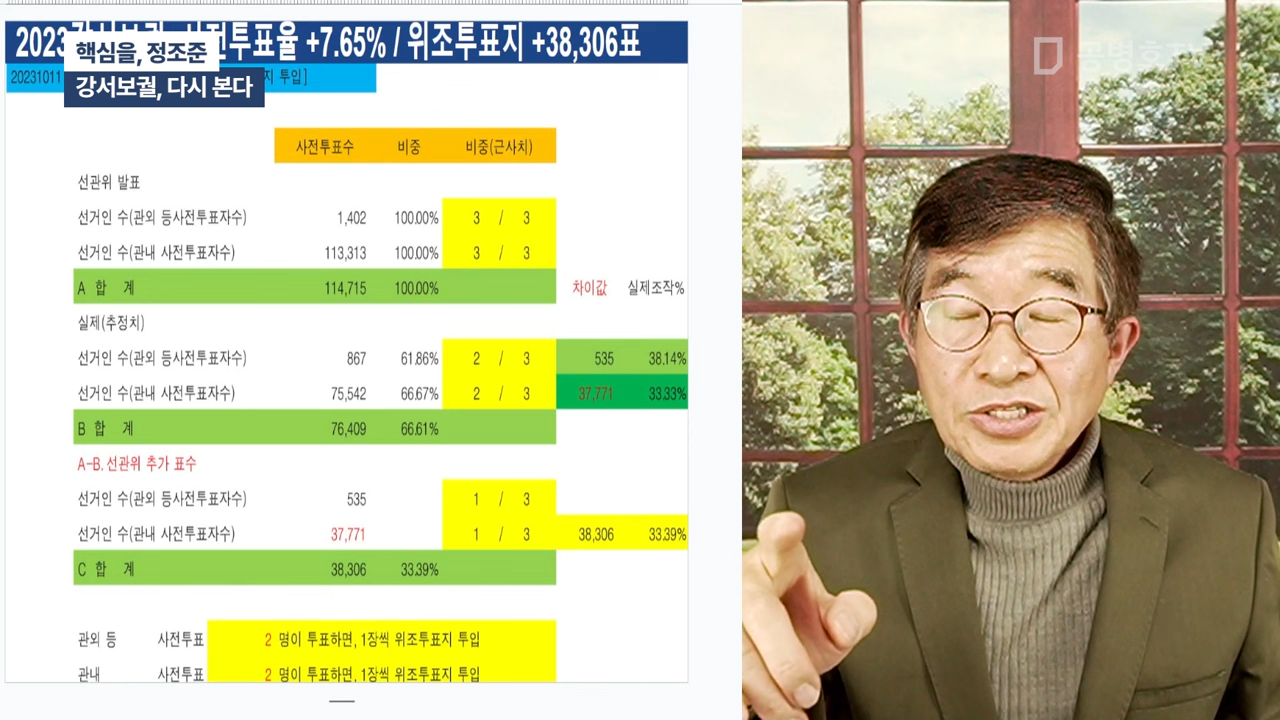 2023강서보궐 사전투표율 +7.65% / 위조투표지 +38,306표
핵심을, 정조준
강서보궐, 다시 본다
20231011
지 투입]
공병호TV
사전투표수 비중 비중(근사치)
선관위 발표
선거인 수(관외 등사전투표자수) 1,402 100.00% 3 / 3
선거인 수(관내 사전투표자수) 113,313 100.00% 3 / 3
A 합 계 114,715 100.00% 차이값 실제조작%
실제(추정치)
선거인 수(관외 등사전투표자수) 867 61.86% 2 / 3 535 38.14%
선거인 수(관내 사전투표자수) 75,542 66.67% 2 / 3 37,771 33.33%
B 합 계 76,409 66.61%
A-B. 선관위 추가 표수
선거인 수(관외 등사전투표자수) 535 1 / 3
선거인 수(관내 사전투표자수) 37,771 1 / 3 38,306 33.39%
C 합 계 38,306 33.39%
관외 등 사전투표 2 명이 투표하면, 1장씩 위조투표지 투입
관내 사전투표 2 명이 투표하면, 1장씩 위조투표지 투입